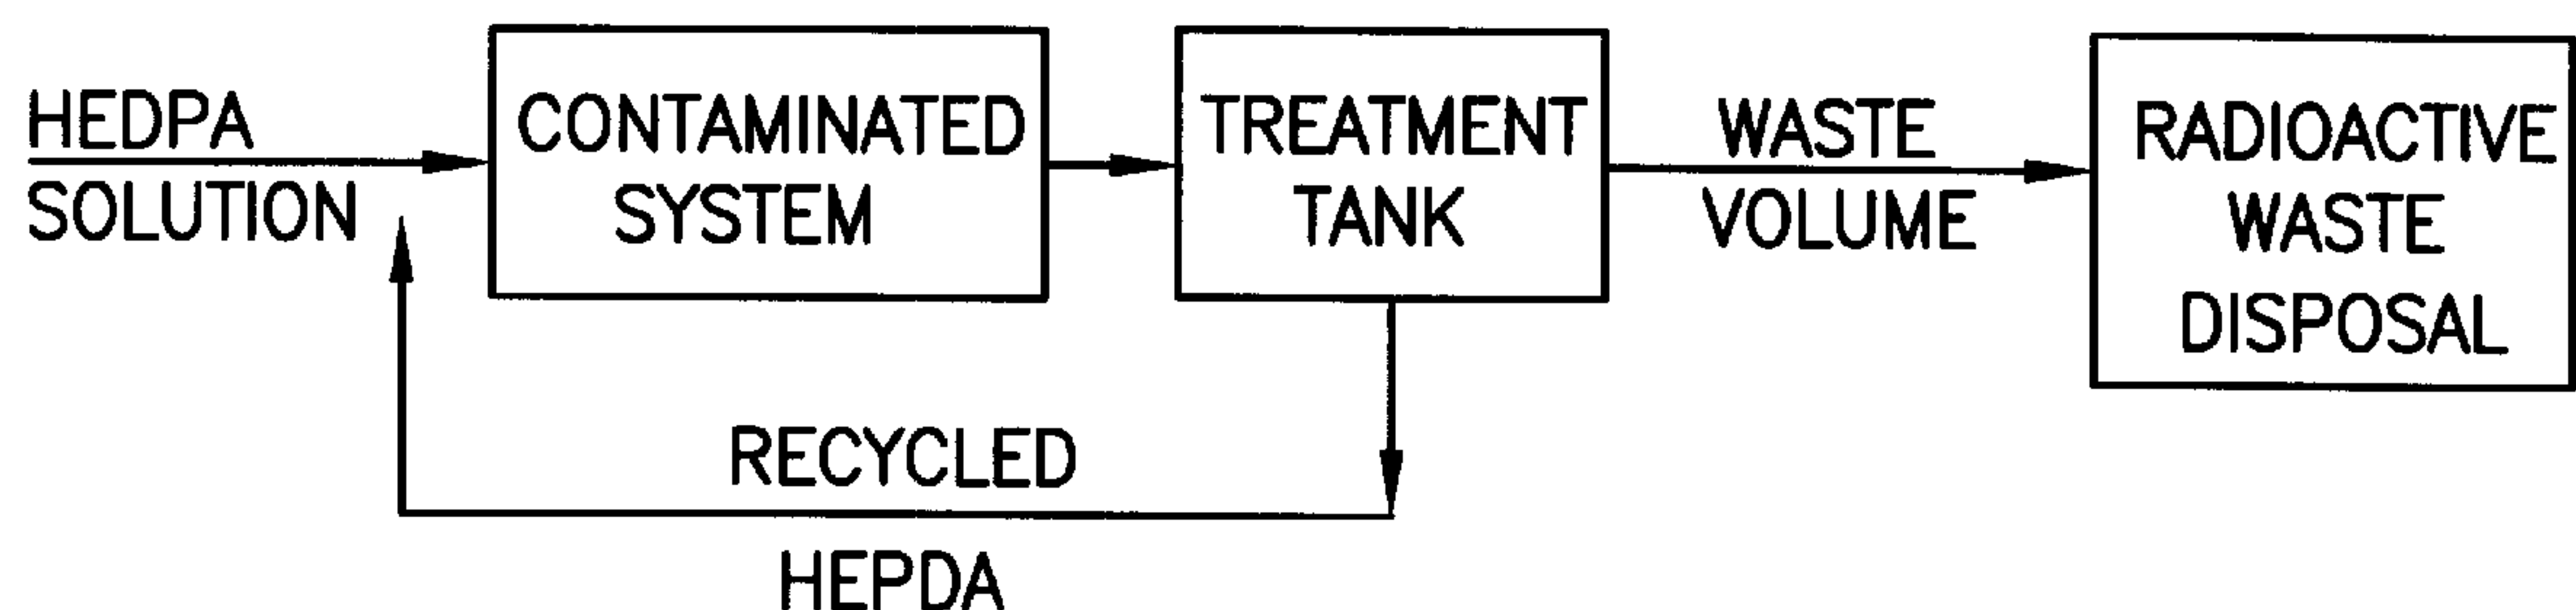 HEDPA
SOLUTION
CONTAMINATED
SYSTEM
TREATMENT
TANK
WASTE
VOLUME
RADIOACTIVE
WASTE
DISPOSAL
RECYCLED
HEPDA